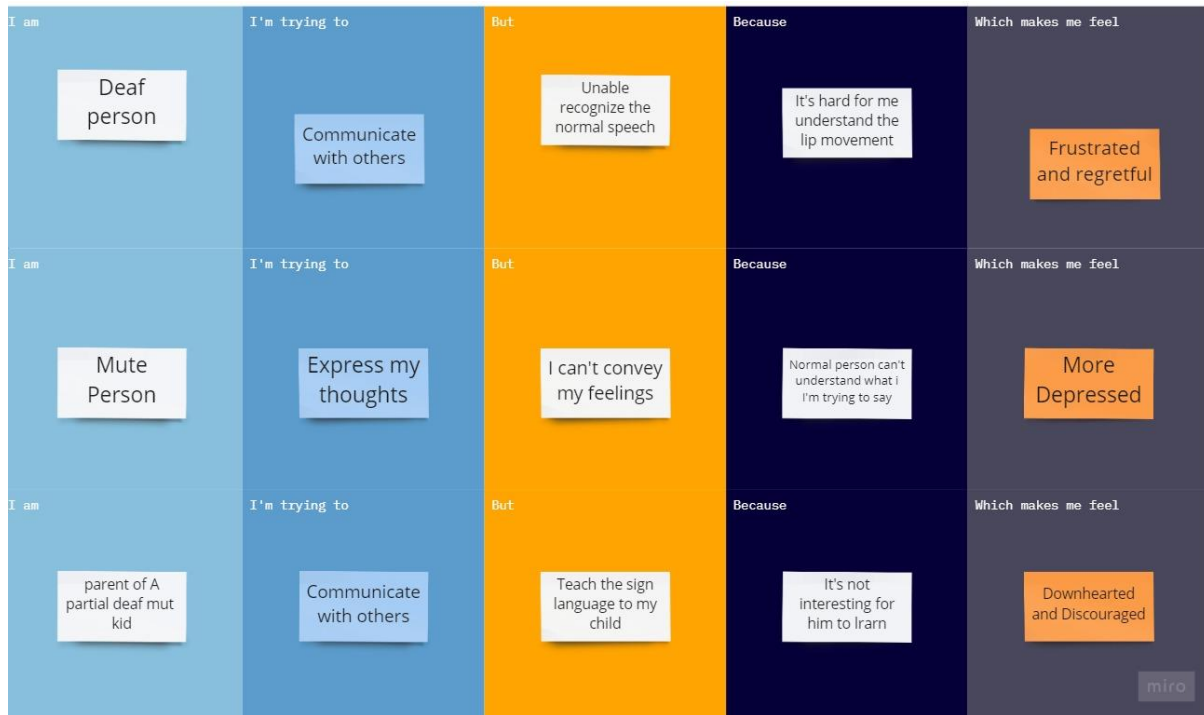 I am
I'm trying to
But
Because
Which makes me feel
Deaf
person
Communicate
with others
Unable
recognize the
normal speech
It's hard for me
understand the
lip movement
Frustrated
and regretful
I am
I'm trying to
But
Because
Which makes me feel
Mute
Person
Express my
thoughts
I can't convey
my feelings
Normal person can't
understand what i
I'm trying to say
More
Depressed
I am
I'm trying to
But
Because
Which makes me feel
parent of A
partial deaf mut
kid
Communicate
with others
Teach the sign
language to my
child
It's not
interesting for
him to lrarn
Downhearted
and Discouraged
miro